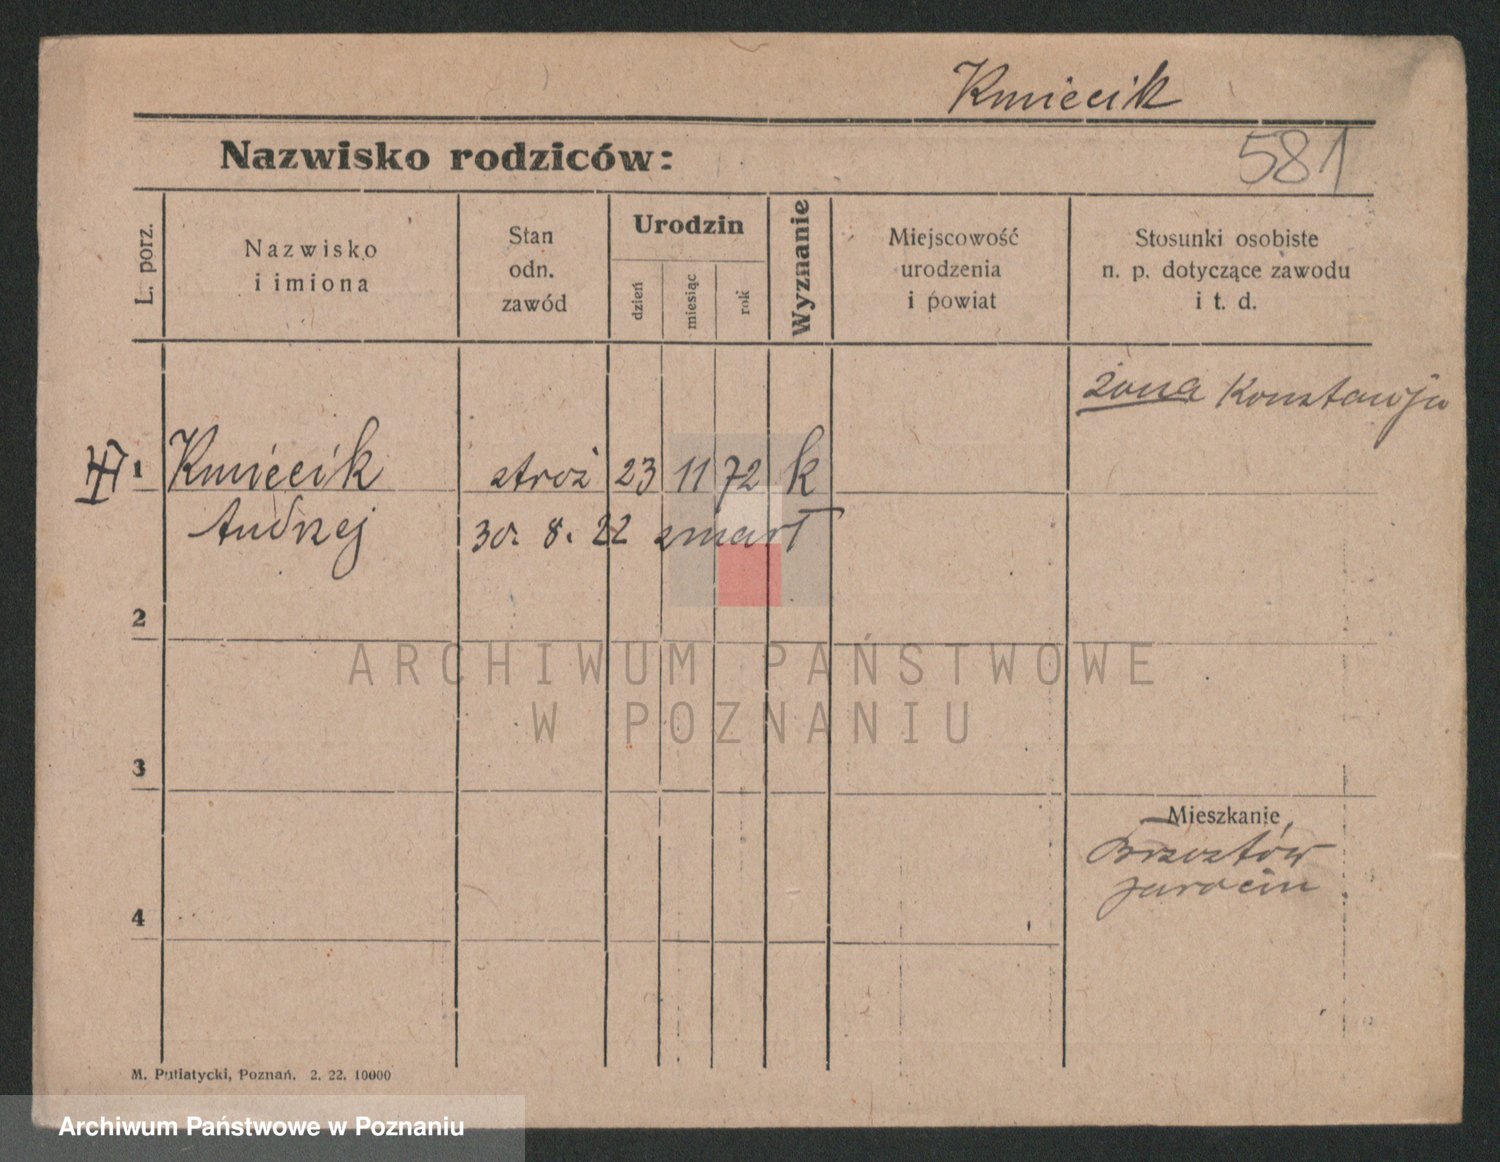 Kmiecik
581
Nazwisko rodziców:
L. porz.
Nazwisko
i imiona
Stan
odn.
zawód
Urodzin
dzień
miesiąc
rok
Wyznanie
Miejscowość
urodzenia
i powiat
Stosunki osobiste
n. p. dotyczące zawodu
i t. d.
żona Konstancja
1 Kmiecik stroż 23 11 72 k
Andrzej 30. 8. 22 zmarł
2
3
4
Mieszkanie
Brzostów
Jarocin
ARCHIWUM PAŃSTWOWE
W POZNANIU
M. Putiatycki, Poznań. 2. 22. 10000
Archiwum Państwowe w Poznaniu